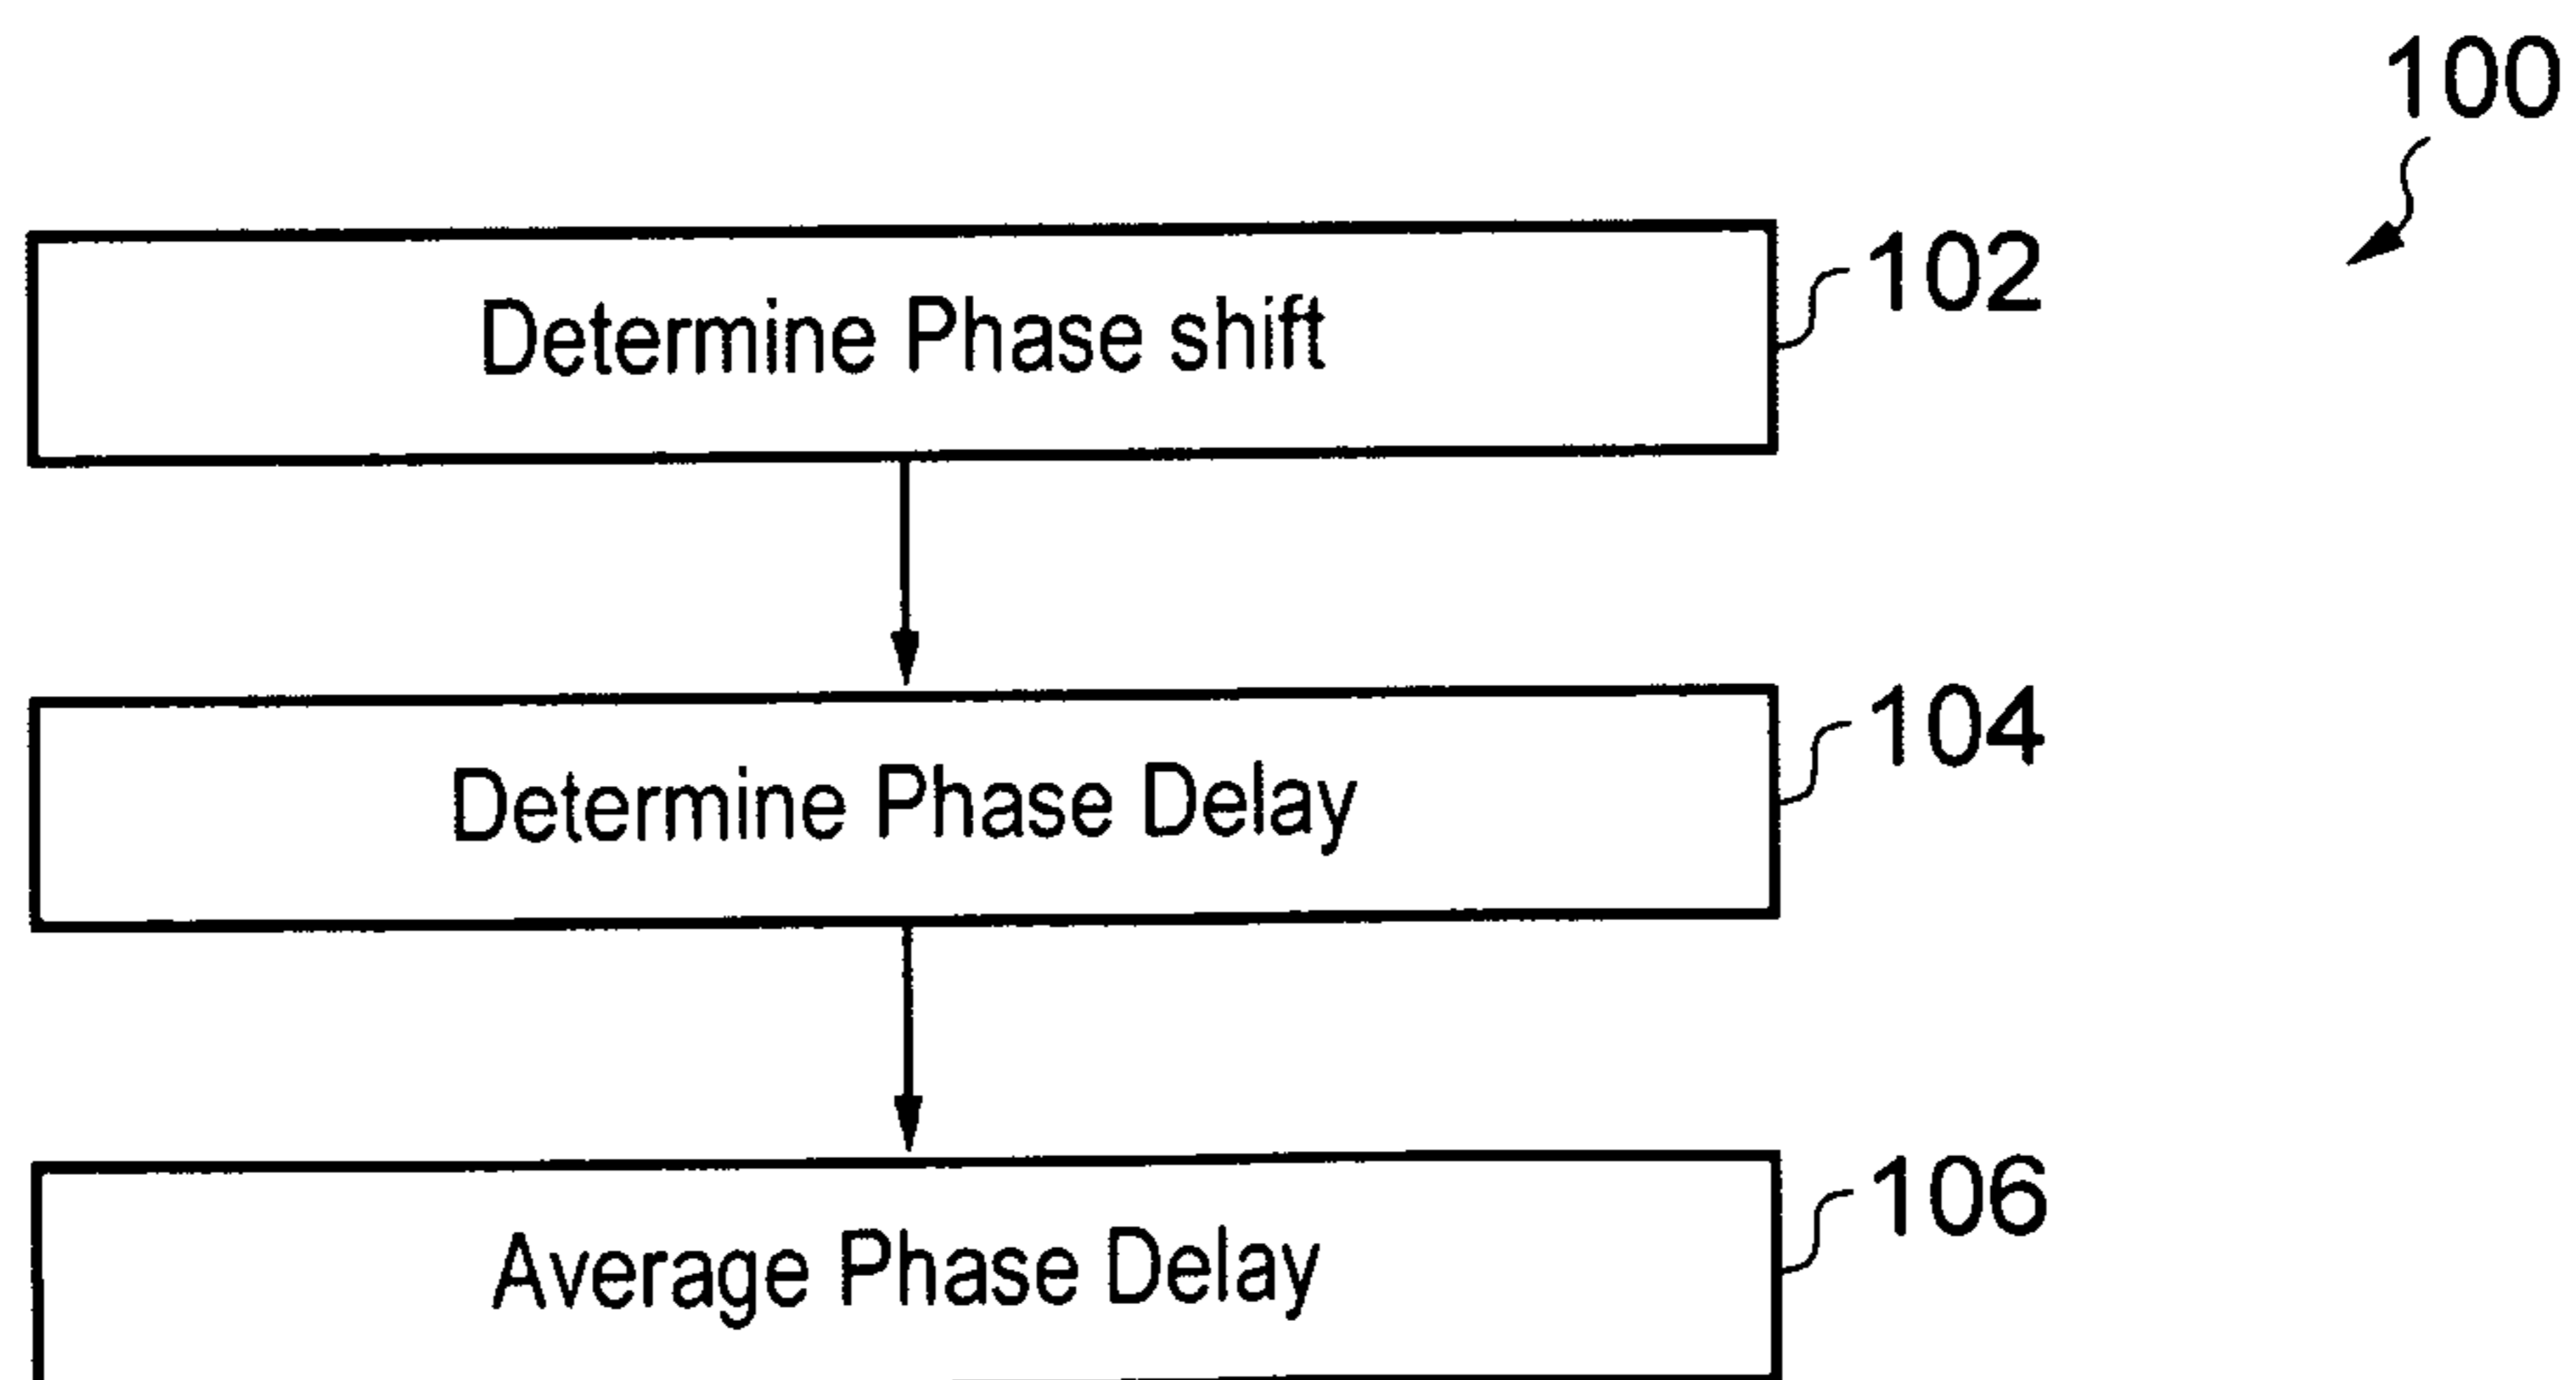 100
102
Determine Phase shift
104
Determine Phase Delay
106
Average Phase Delay